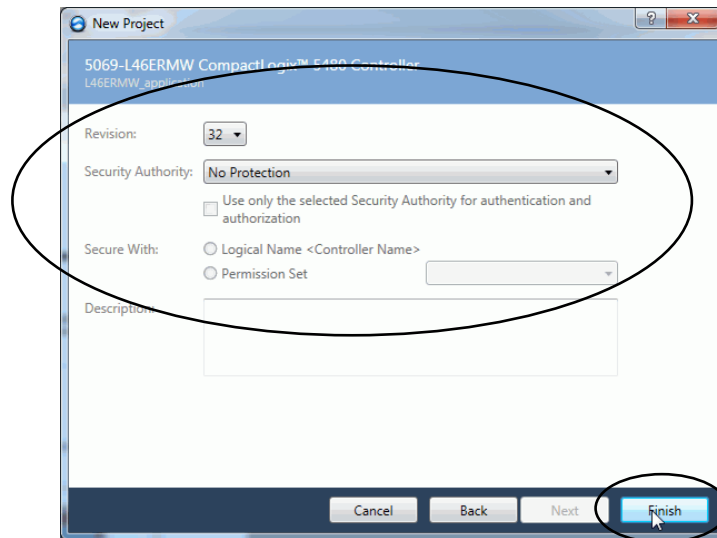 New Project
5069-L46ERMW CompactLogix™ 5480 Controller
L46ERMW_application
Revision: 32
Security Authority: No Protection
Use only the selected Security Authority for authentication and
authorization
Secure With: Logical Name <Controller Name>
Permission Set
Description:
Cancel Back Next Finish